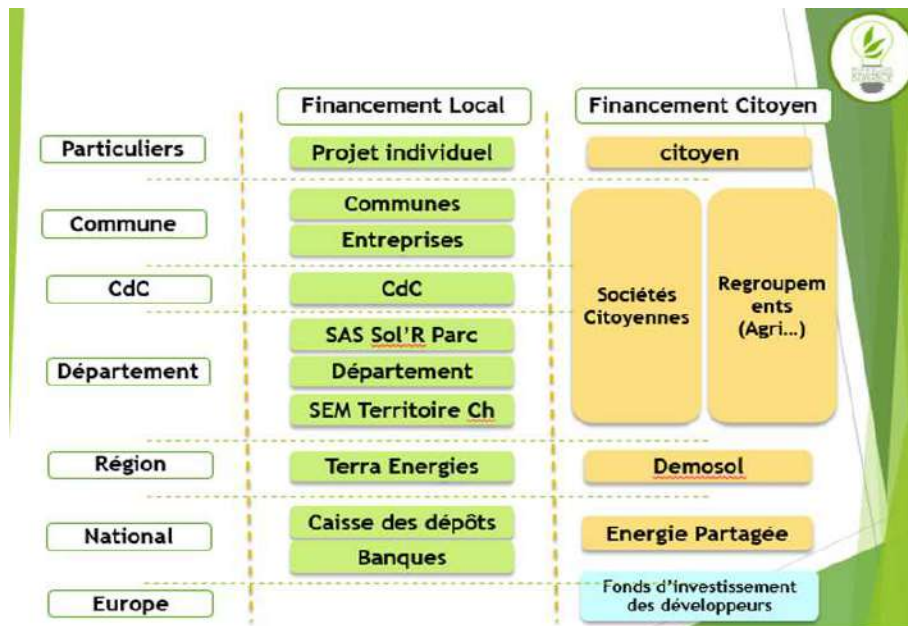 Financement Local
Financement Citoyen
Particuliers
Projet individuel
citoyen
Commune
Communes
Entreprises
CdC
CdC
Sociétés
Citoyennes
Regroupem
ents
(Agri...)
Département
SAS Sol'R Parc
Département
SEM Territoire Ch
Région
Terra Energies
Demosol
National
Caisse des dépôts
Banques
Energie Partagée
Europe
Fonds d'investissement
des développeurs